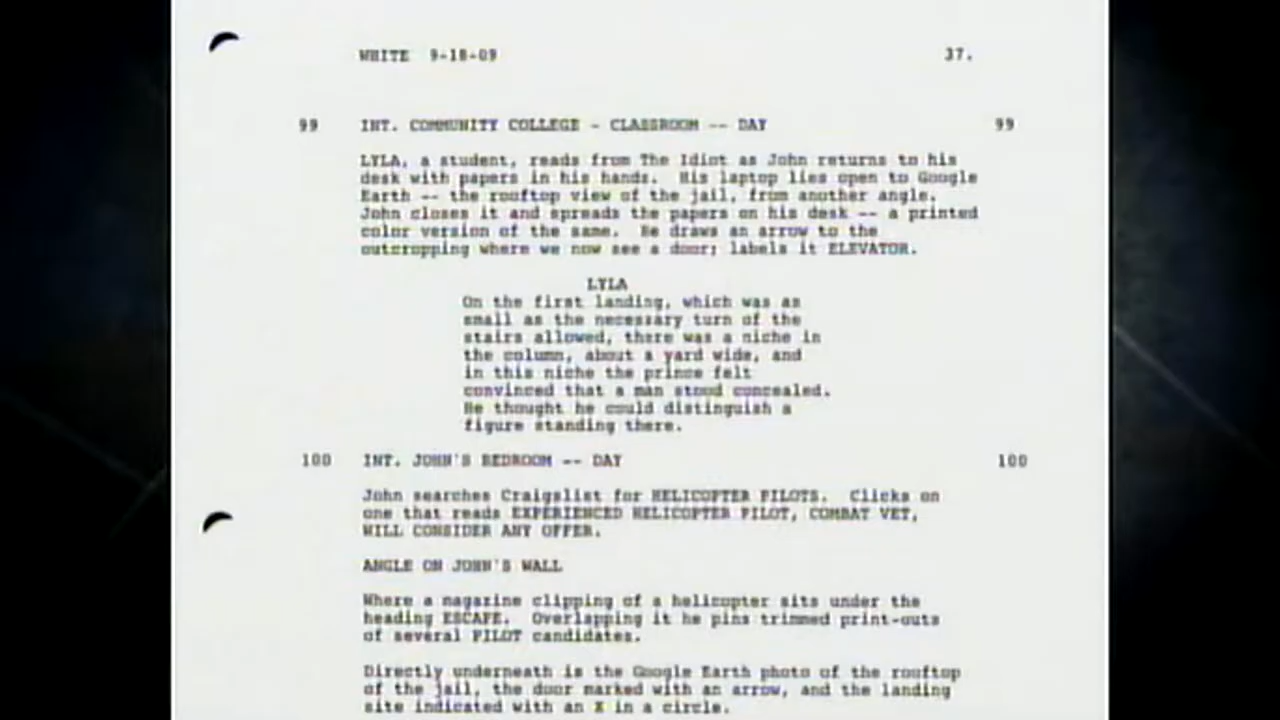 WHITE 9-18-09 37.
99 INT. COMMUNITY COLLEGE - CLASSROOM -- DAY 99
LYLA, a student, reads from The Idiot as John returns to his
desk with papers in his hands. His laptop lies open to Google
Earth -- the rooftop view of the jail, from another angle.
John closes it and spreads the papers on his desk -- a printed
color version of the same. He draws an arrow to the
outcropping where we now see a door; labels it ELEVATOR.
LYLA
On the first landing, which was as
small as the necessary turn of the
stairs allowed, there was a niche in
the column, about a yard wide, and
in this niche the prince felt
convinced that a man stood concealed.
He thought he could distinguish a
figure standing there.
100 INT. JOHN'S BEDROOM -- DAY 100
John searches Craigslist for HELICOPTER PILOTS. Clicks on
one that reads EXPERIENCED HELICOPTER PILOT, COMBAT VET,
WILL CONSIDER ANY OFFER.
ANGLE ON JOHN'S WALL
Where a magazine clipping of a helicopter sits under the
heading ESCAPE. Overlapping it he pins trimmed print-outs
of several PILOT candidates.
Directly underneath is the Google Earth photo of the rooftop
of the jail, the door marked with an arrow, and the landing
site indicated with an X in a circle.